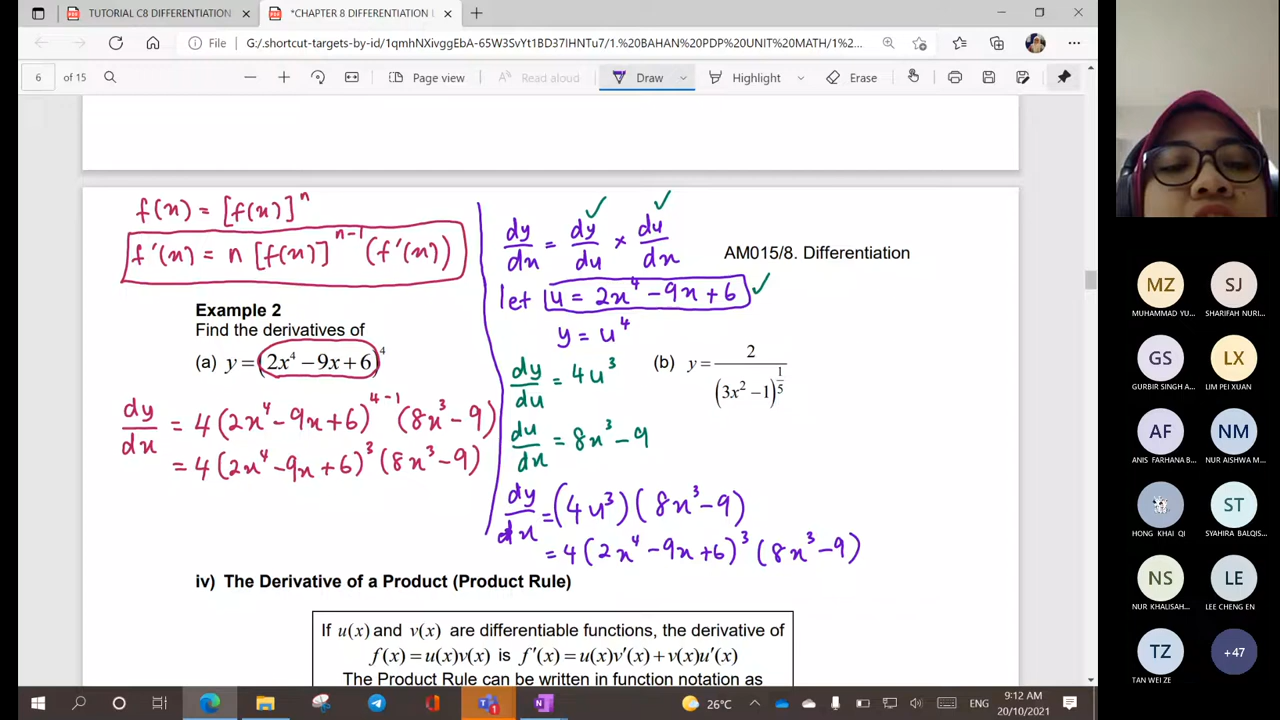 TUTORIAL C8 DIFFERENTIATION
*CHAPTER 8 DIFFERENTIATION L
File
G:/.shortcut-targets-by-id/1qmhNXivggEbA-65W3SvYt1BD37IHNTu7/1.%20BAHAN%20PDP%20UNIT%20MATH/1%2...
6 of 15
Page view
Read aloud
Draw
Highlight
Erase
f(x) = [f(x)]^n
f'(x) = n [f(x)]^{n-1} (f'(x))
dy/dx = dy/du × du/dx
AM015/8. Differentiation
let u = 2x^4 - 9x + 6
y = u^4
Example 2
Find the derivatives of
(a) y = (2x^4 − 9x + 6)^4
dy/du = 4u^3
(b) y = 2/(3x^2 − 1)^{1/5}
dy/dx = 4(2x^4 - 9x + 6)^{4-1} (8x^3 - 9)
= 4(2x^4 - 9x + 6)^3 (8x^3 - 9)
du/dx = 8x^3 - 9
dy/dx = (4u^3)(8x^3 - 9)
= 4(2x^4 - 9x + 6)^3 (8x^3 - 9)
iv) The Derivative of a Product (Product Rule)
If u(x) and v(x) are differentiable functions, the derivative of
f(x) = u(x)v(x) is f'(x) = u(x)v'(x) + v(x)u'(x)
The Product Rule can be written in function notation as
MZ
MUHAMMAD YU...
SJ
SHARIFAH NURI...
GS
GURBIR SINGH A...
LX
LIM PEI XUAN
AF
ANIS FARHANA B...
NM
NUR AISHWA M...
HONG KHAI QI
ST
SYAHIRA BALQIS...
NS
NUR KHALISAH...
LE
LEE CHENG EN
TZ
TAN WEI ZE
+47
26°C
ENG
9:12 AM
20/10/2021